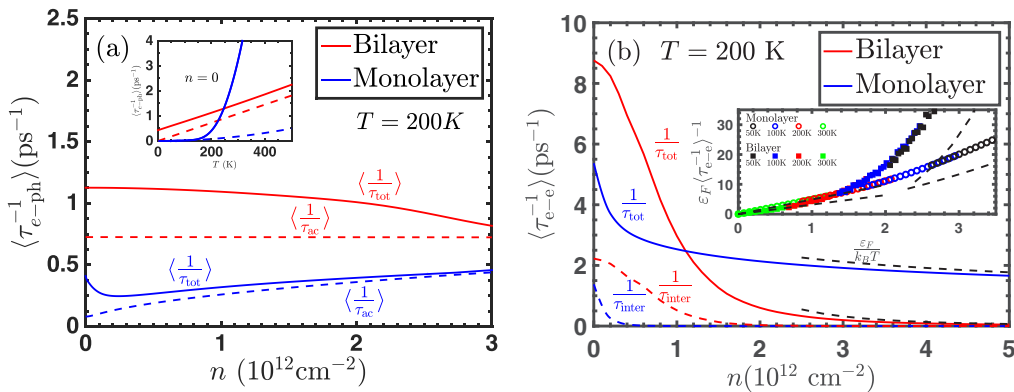 (a)
2.5
2
1.5
1
0.5
0
⟨τ_{e−ph}^{−1}⟩(ps^{−1})
4
3
2
1
0
⟨τ_{e-ph}^{−1}⟩(ps^{−1})
n = 0
0 200 400
T (K)
Bilayer
Monolayer
T = 200K
⟨1/τ_tot⟩
⟨1/τ_ac⟩
⟨1/τ_tot⟩
⟨1/τ_ac⟩
0 1 2 3
n (10^{12}cm^{−2})
(b)
T = 200 K
Bilayer
Monolayer
10
8
6
4
2
0
⟨τ_{e-e}^{−1}⟩(ps^{−1})
1/τ_tot
1/τ_tot
1/τ_inter
1/τ_inter
30
20
10
0
ε_F⟨τ_{e-e}^{−1}⟩^{−1}
Monolayer
50K 100K 200K 300K
Bilayer
50K 100K 200K 300K
0 1 2 3
ε_F/k_BT
0 1 2 3 4 5
n(10^{12} cm^{−2})